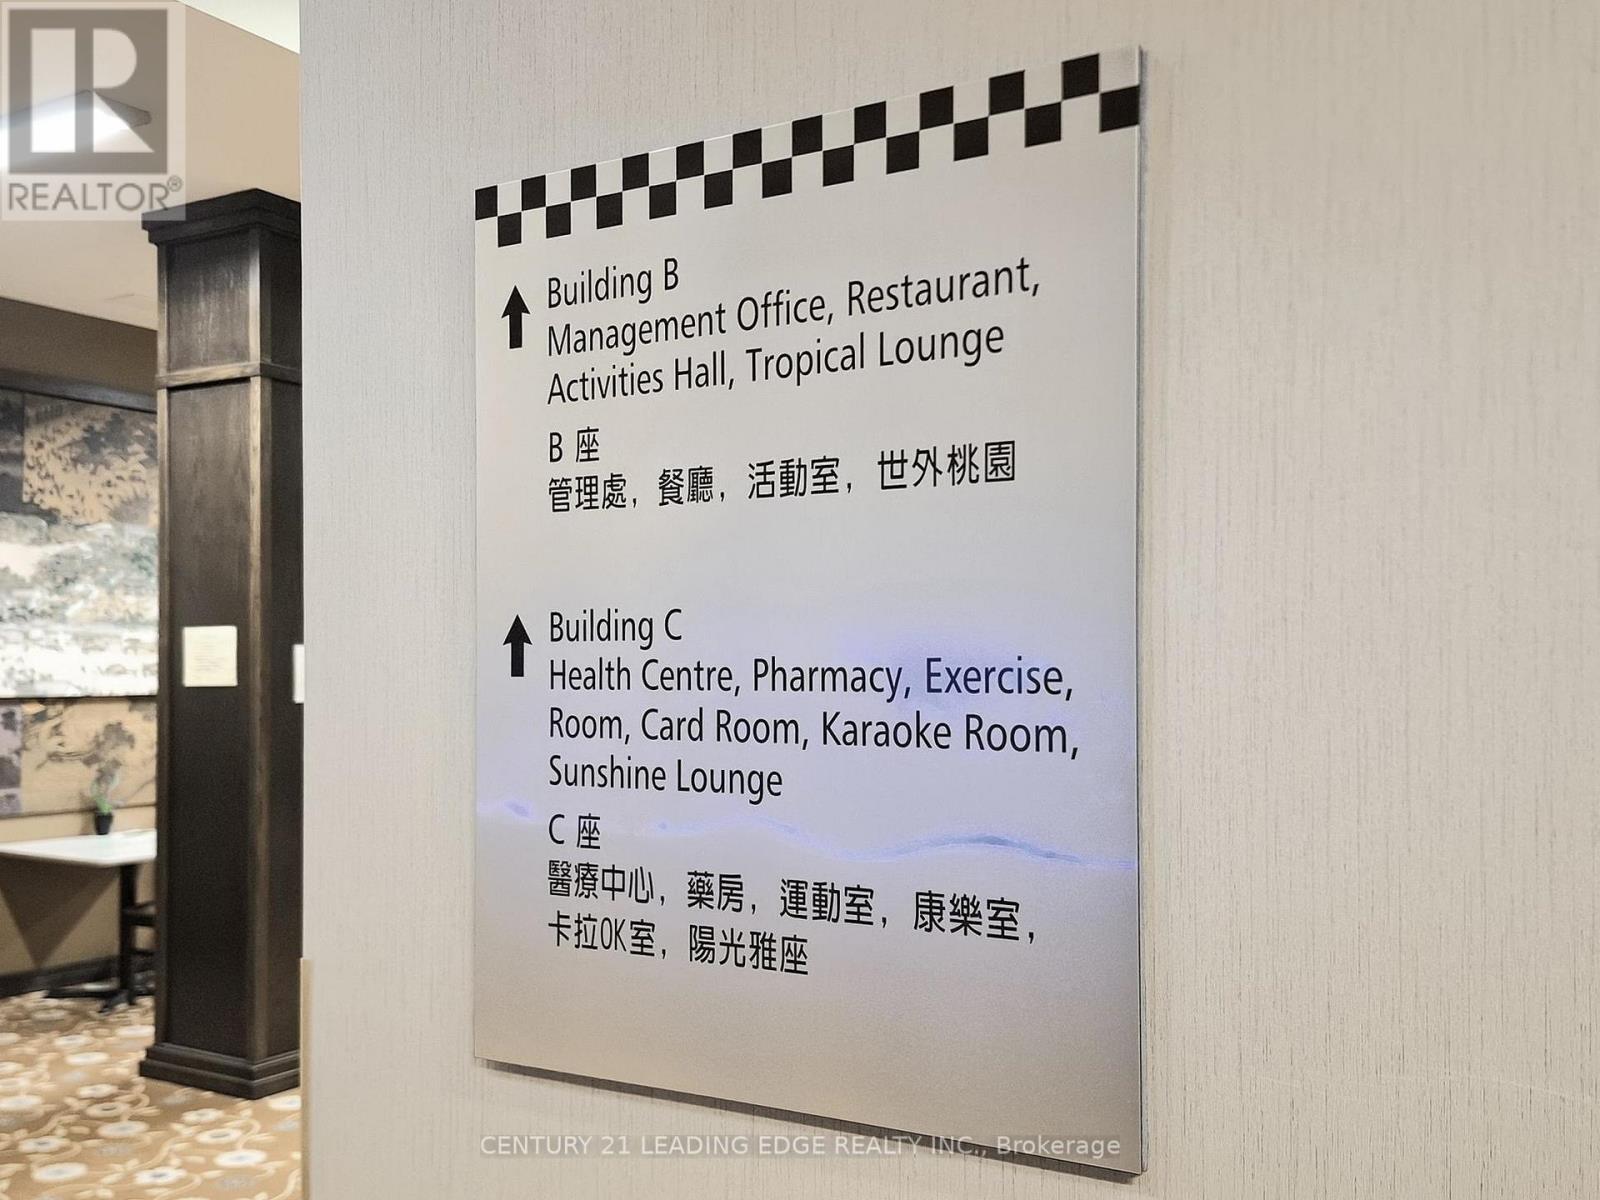 REALTOR®
Building B
Management Office, Restaurant,
Activities Hall, Tropical Lounge
B 座
管理處, 餐廳, 活動室, 世外桃園
Building C
Health Centre, Pharmacy, Exercise,
Room, Card Room, Karaoke Room,
Sunshine Lounge
C 座
醫療中心, 藥房, 運動室, 康樂室,
卡拉OK室, 陽光雅座
CENTURY 21 LEADING EDGE REALTY INC., Brokerage